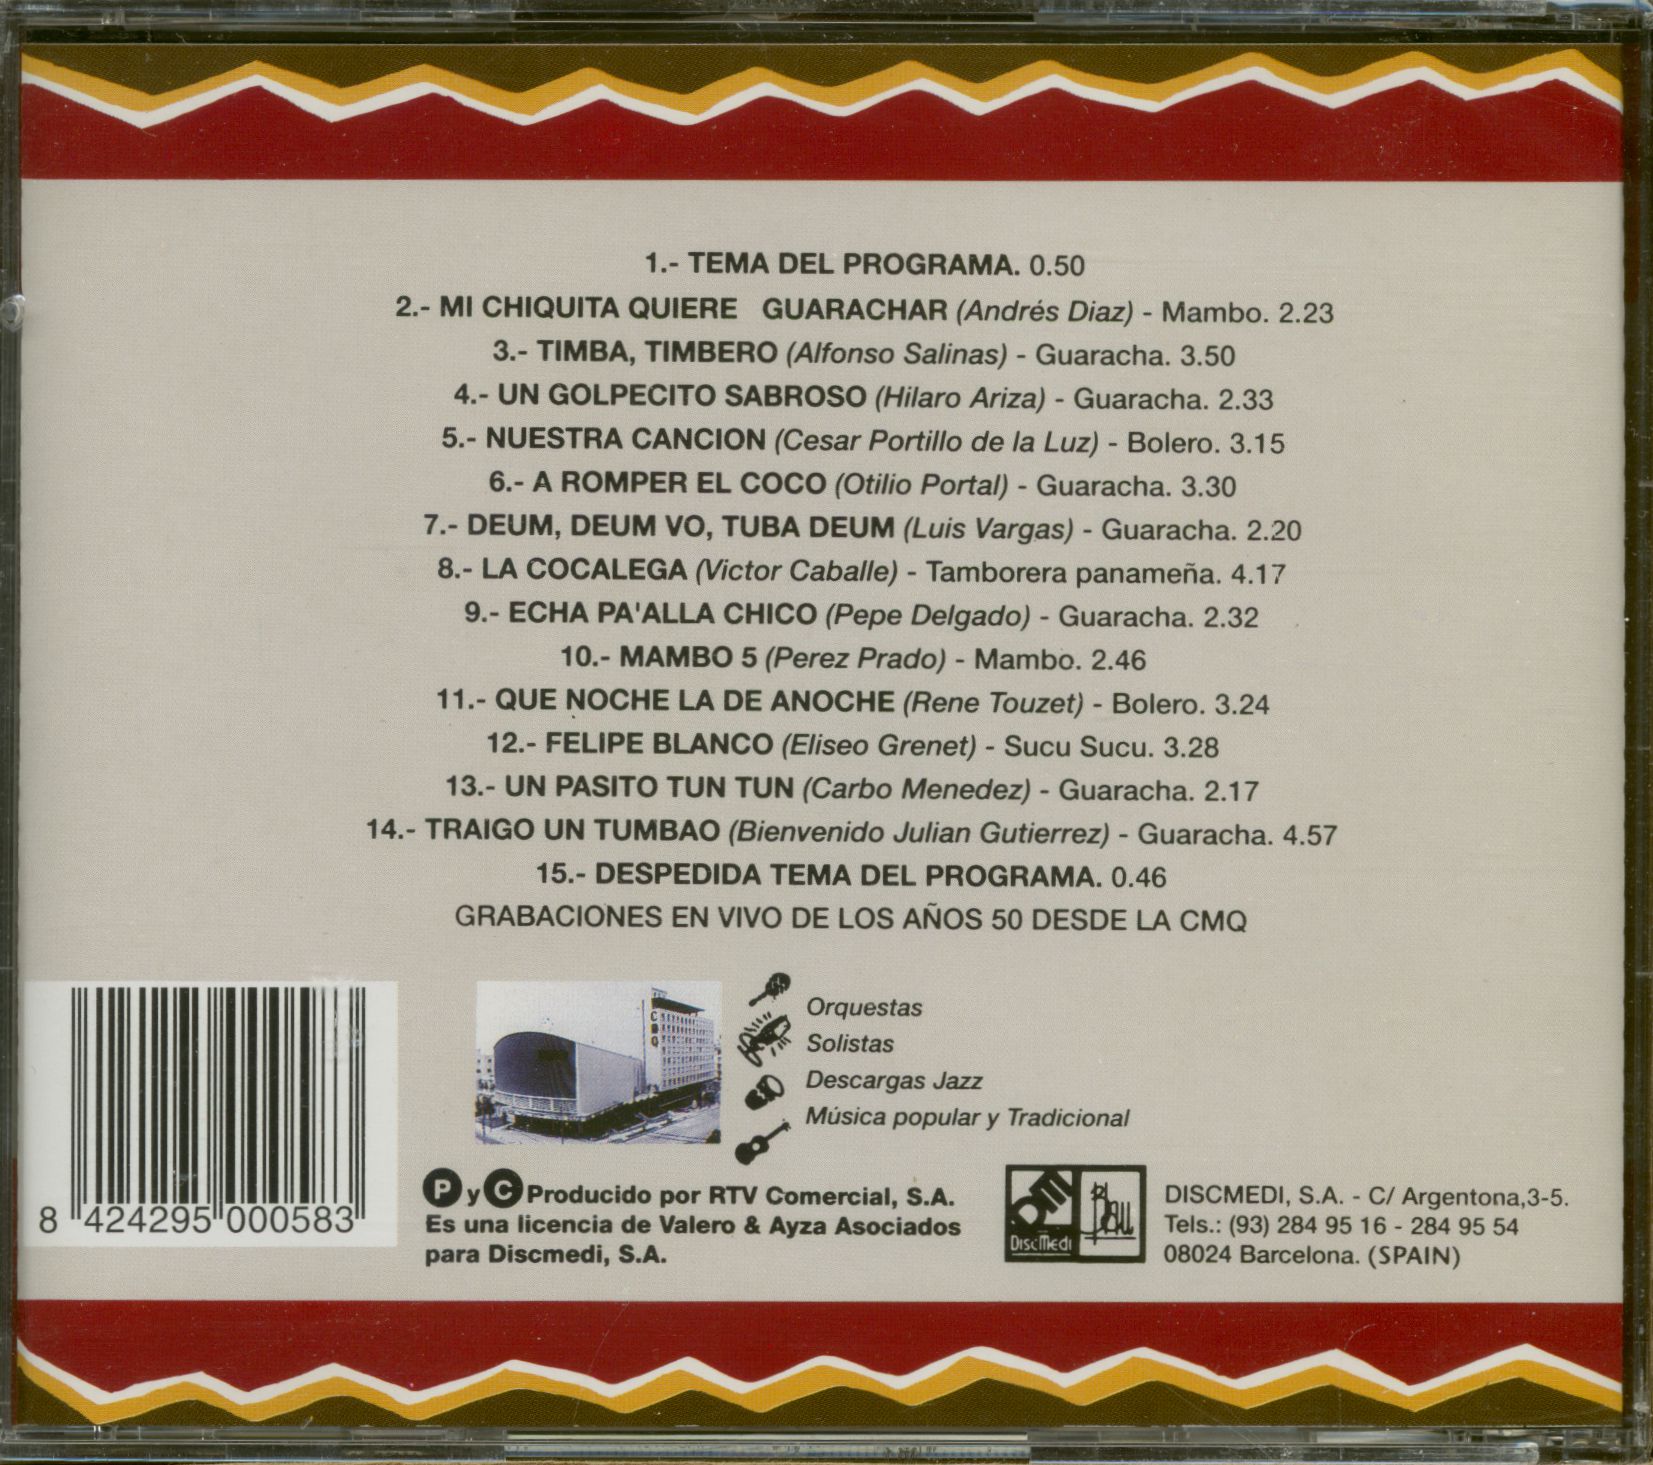 1.- TEMA DEL PROGRAMA. 0.50
2.- MI CHIQUITA QUIERE GUARACHAR (Andrés Diaz) - Mambo. 2.23
3.- TIMBA, TIMBERO (Alfonso Salinas) - Guaracha. 3.50
4.- UN GOLPECITO SABROSO (Hilaro Ariza) - Guaracha. 2.33
5.- NUESTRA CANCION (Cesar Portillo de la Luz) - Bolero. 3.15
6.- A ROMPER EL COCO (Otilio Portal) - Guaracha. 3.30
7.- DEUM, DEUM VO, TUBA DEUM (Luis Vargas) - Guaracha. 2.20
8.- LA COCALEGA (Victor Caballe) - Tamborera panameña. 4.17
9.- ECHA PA'ALLA CHICO (Pepe Delgado) - Guaracha. 2.32
10.- MAMBO 5 (Perez Prado) - Mambo. 2.46
11.- QUE NOCHE LA DE ANOCHE (Rene Touzet) - Bolero. 3.24
12.- FELIPE BLANCO (Eliseo Grenet) - Sucu Sucu. 3.28
13.- UN PASITO TUN TUN (Carbo Menedez) - Guaracha. 2.17
14.- TRAIGO UN TUMBAO (Bienvenido Julian Gutierrez) - Guaracha. 4.57
15.- DESPEDIDA TEMA DEL PROGRAMA. 0.46
GRABACIONES EN VIVO DE LOS AÑOS 50 DESDE LA CMQ
Orquestas
Solistas
Descargas Jazz
Música popular y Tradicional
8 424295 000583
P y C Producido por RTV Comercial, S.A.
Es una licencia de Valero & Ayza Asociados
para Discmedi, S.A.
DiscMedi
DISCMEDI, S.A. - C/ Argentona,3-5.
Tels.: (93) 284 95 16 - 284 95 54
08024 Barcelona. (SPAIN)